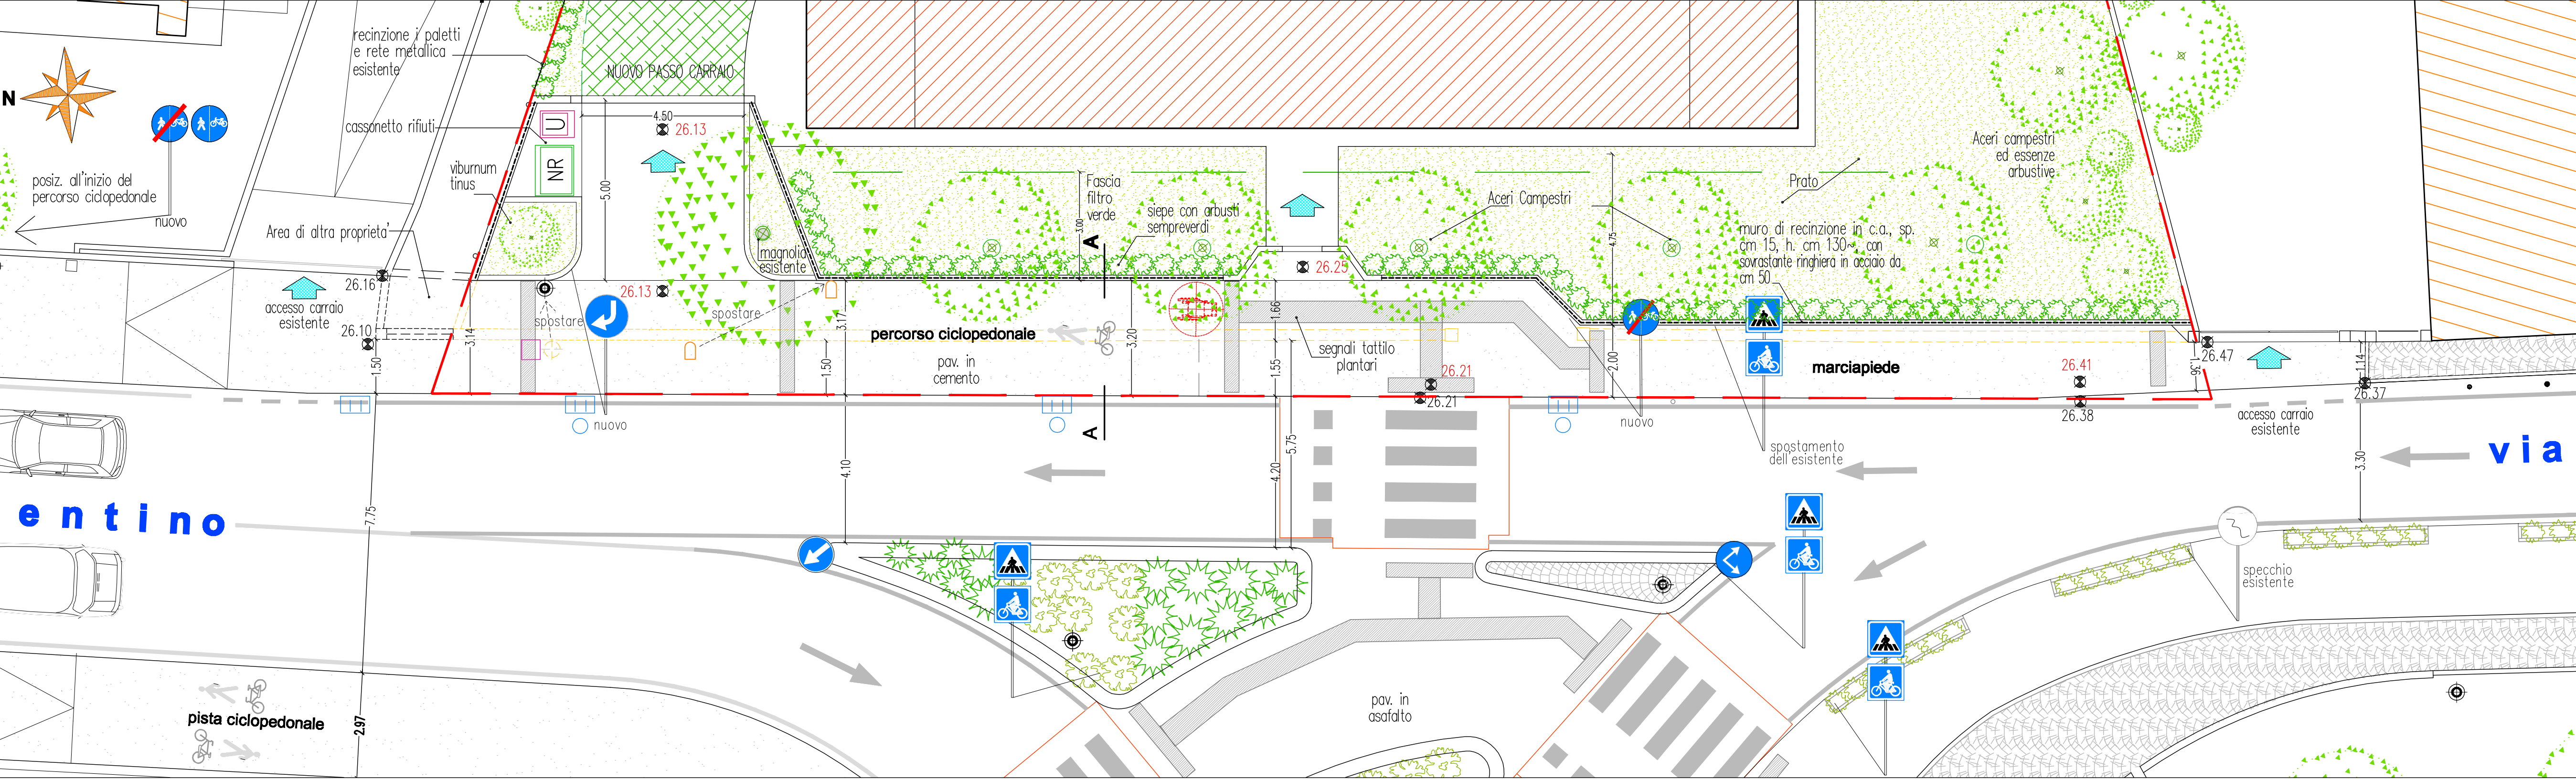 recinzione i paletti
e rete metallica
esistente
NUOVO PASSO CARRAIO
N
cassonetto rifiuti
U
NR
4.50
26.13
5.00
viburnum
tinus
posiz. all'inizio del
percorso ciclopedonale
nuovo
Area di altra proprieta'
magnolia
esistente
Fascia
filtro
verde
3.00
siepe con arbusti
sempreverdi
A
Aceri Campestri
4.75
Prato
Aceri campestri
ed essenze
arbustive
muro di recinzione in c.a., sp.
cm 15, h. cm 130~, con
sovrastante ringhiera in acciaio da
cm 50
26.16
accesso carraio
esistente
26.10
1.50
3.14
spostare
26.13
spostare
3.17
1.50
percorso ciclopedonale
pav. in
cemento
3.20
26.25
1.66
1.55
segnali tattilo
plantari
26.21
26.21
2.00
marciapiede
26.41
26.38
1.36
26.47
1.14
26.37
accesso carraio
esistente
nuovo
A
nuovo
spostamento
dell'esistente
4.10
4.20
5.75
3.30
via
entino
7.75
specchio
esistente
pista ciclopedonale
2.97
pav. in
asafalto